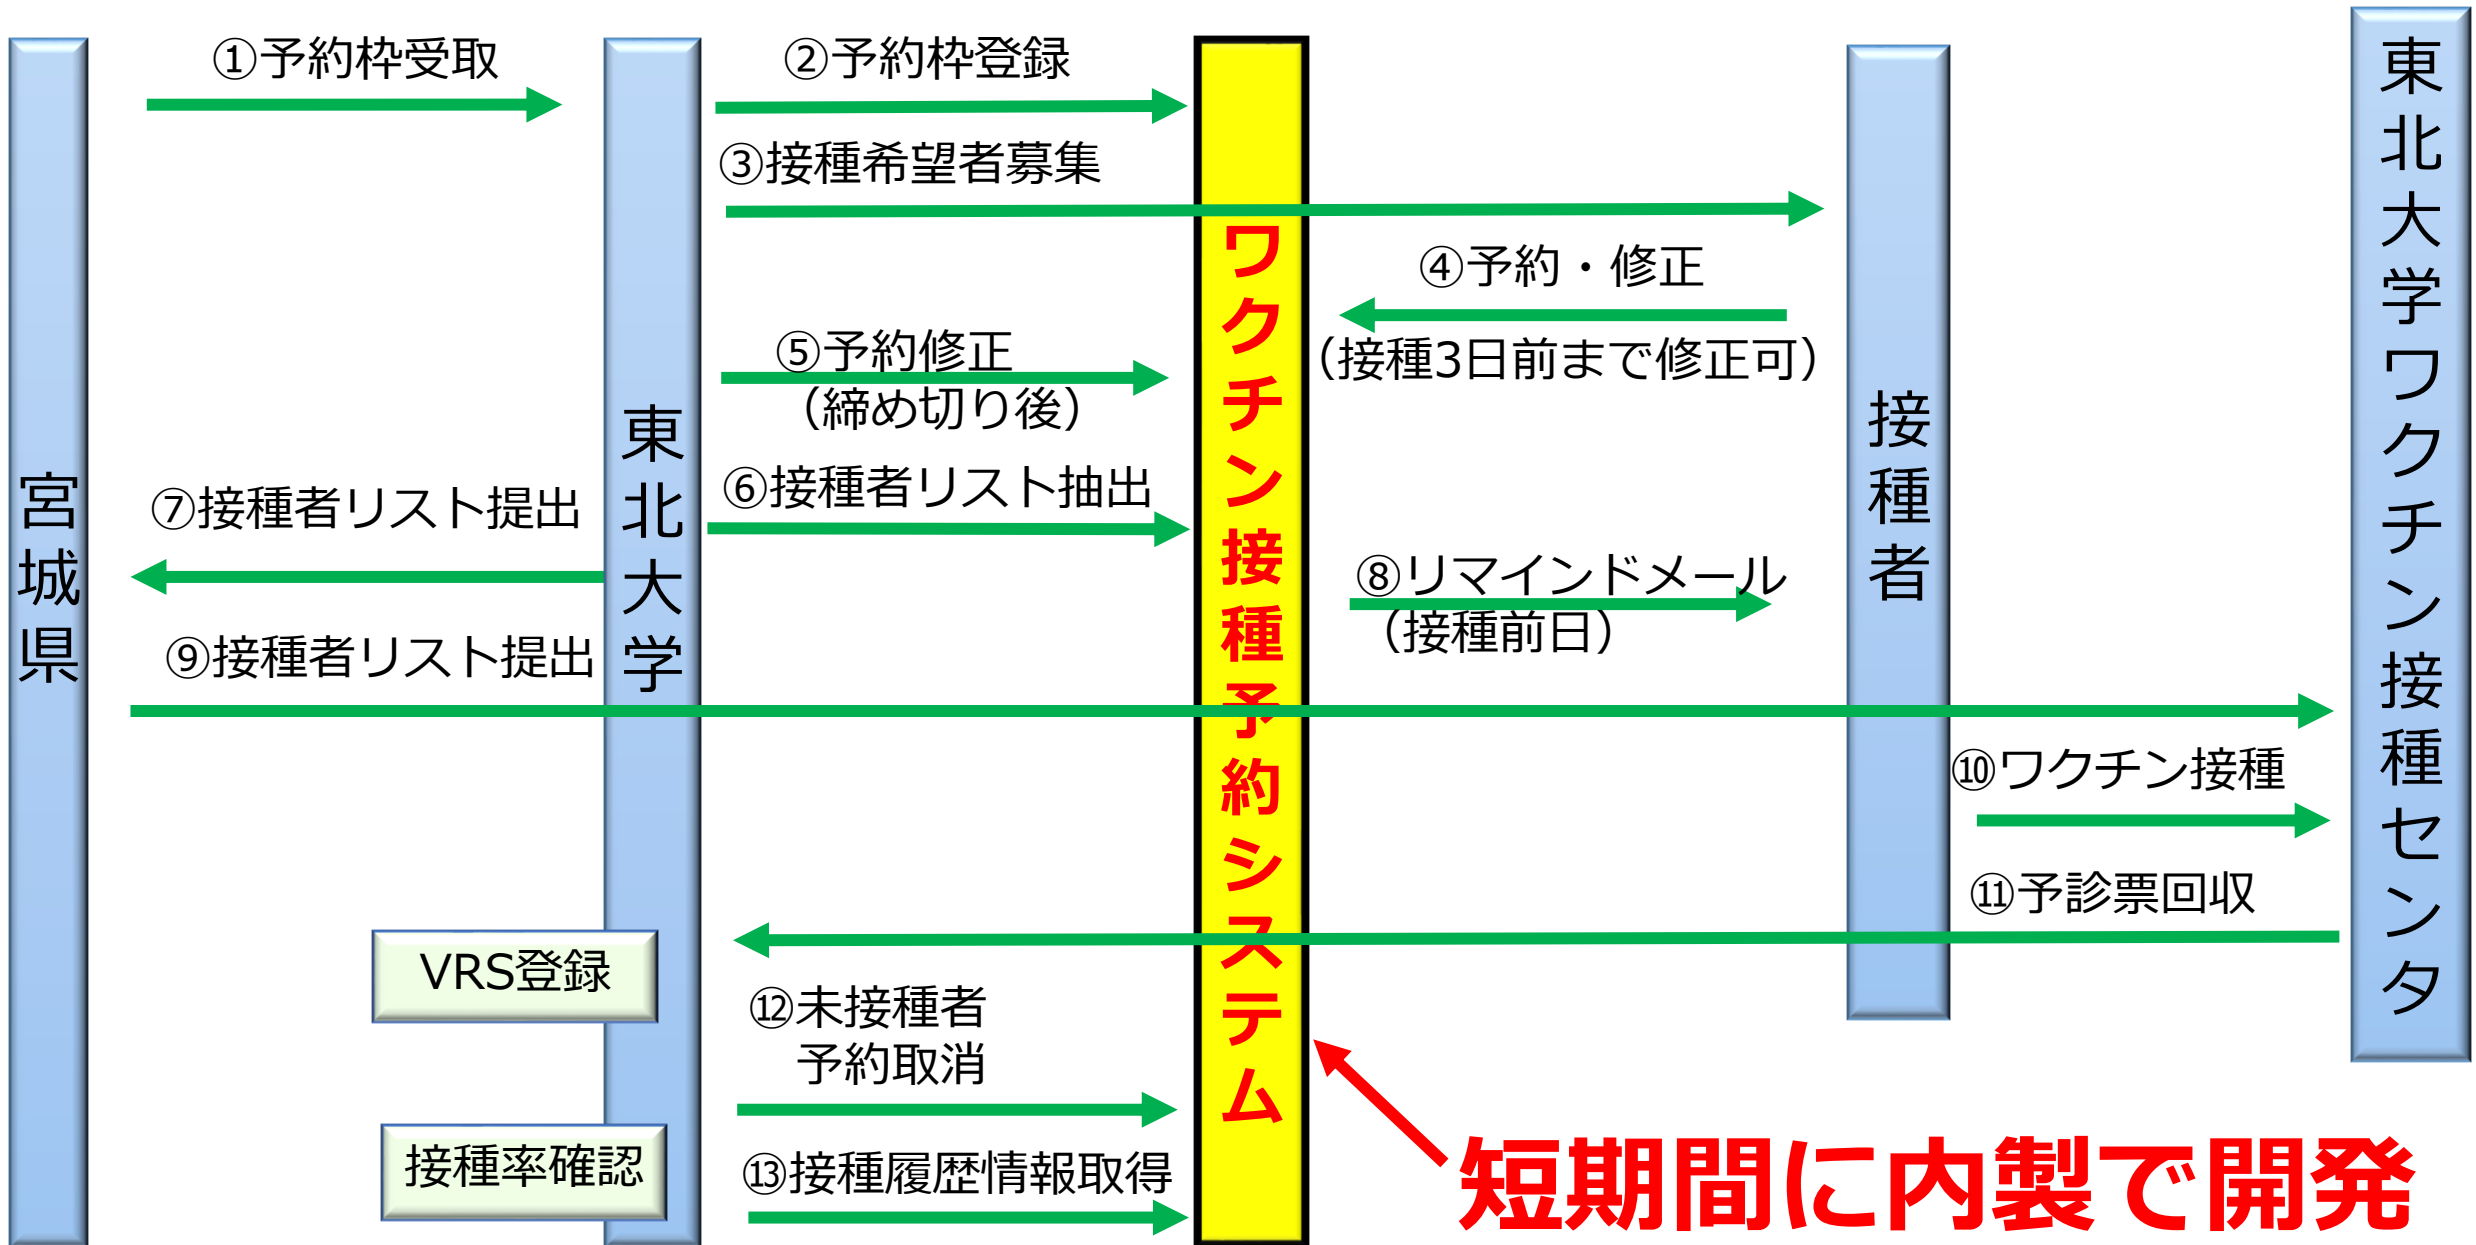 ①予約枠受取
②予約枠登録
③接種希望者募集
④予約・修正
（接種3日前まで修正可）
⑤予約修正
（締め切り後）
⑥接種者リスト抽出
⑦接種者リスト提出
⑧リマインドメール
（接種前日）
⑨接種者リスト提出
⑩ワクチン接種
⑪予診票回収
VRS登録
⑫未接種者
予約取消
接種率確認
⑬接種履歴情報取得
宮城県
東北大学
ワクチン接種予約システム
接種者
東北大学ワクチン接種センタ
短期間に内製で開発